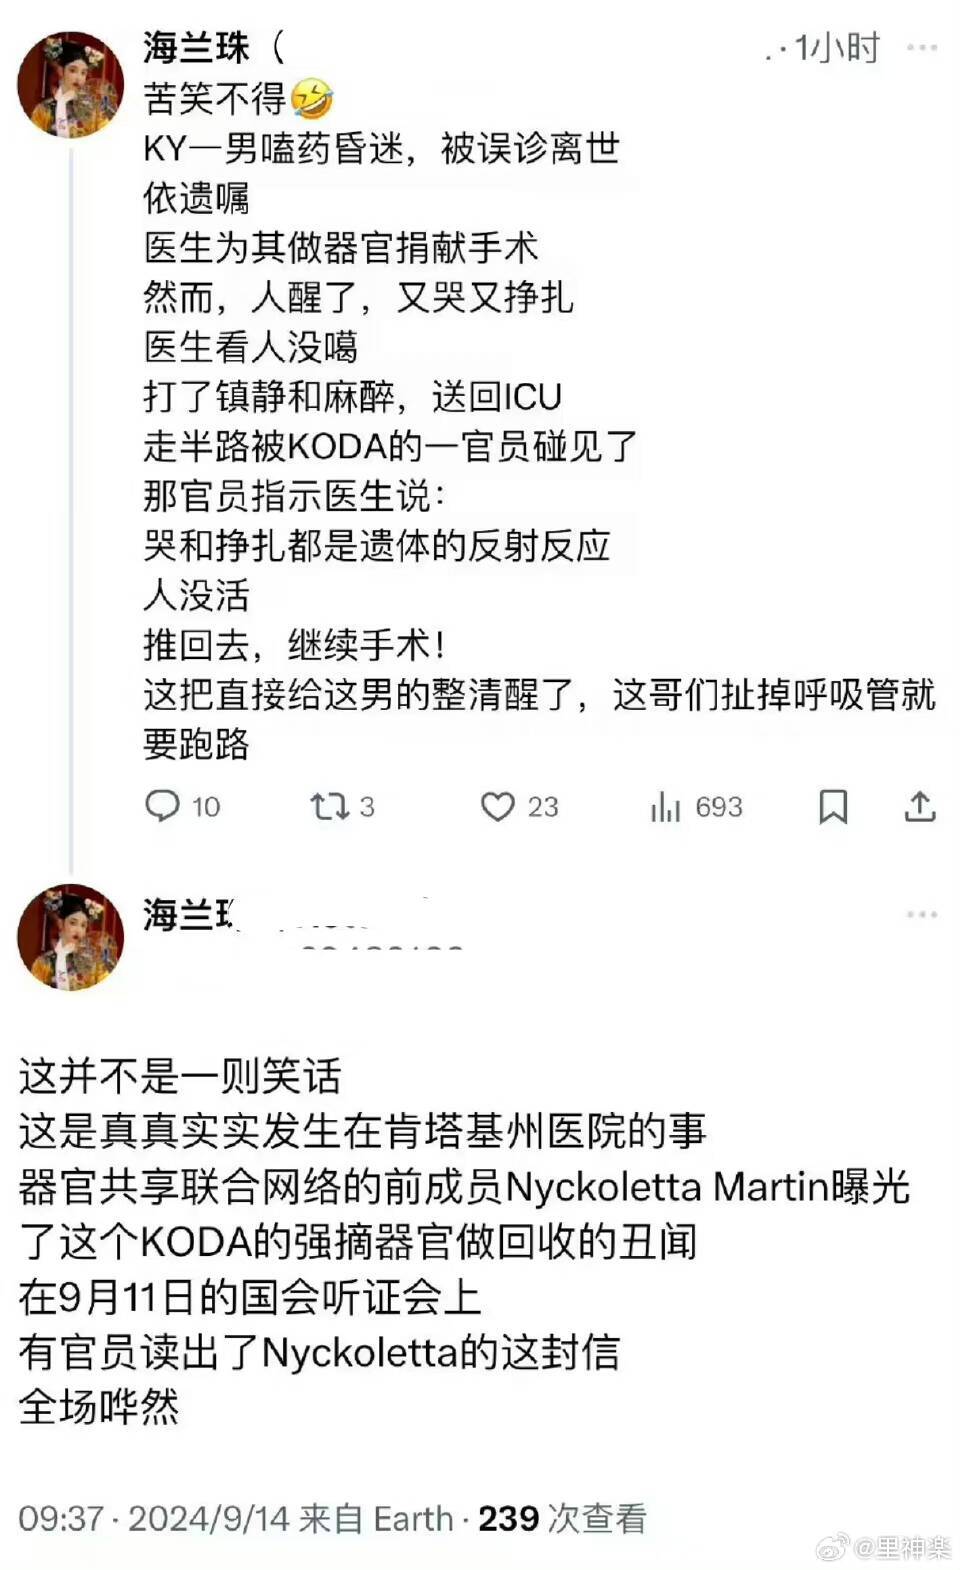 海兰珠（
· 1小时
苦笑不得🤣
KY一男嗑药昏迷，被误诊离世
依遗嘱
医生为其做器官捐献手术
然而，人醒了，又哭又挣扎
医生看人没噶
打了镇静和麻醉，送回ICU
走半路被KODA的一官员碰见了
那官员指示医生说：
哭和挣扎都是遗体的反射反应
人没活
推回去，继续手术！
这把直接给这男的整清醒了，这哥们扯掉呼吸管就
要跑路
10 3 23 693
海兰
这并不是一则笑话
这是真真实实发生在肯塔基州医院的事
器官共享联合网络的前成员Nyckoletta Martin曝光
了这个KODA的强摘器官做回收的丑闻
在9月11日的国会听证会上
有官员读出了Nyckoletta的这封信
全场哗然
09:37 · 2024/9/14 来自 Earth · 239 次查看
@里神楽